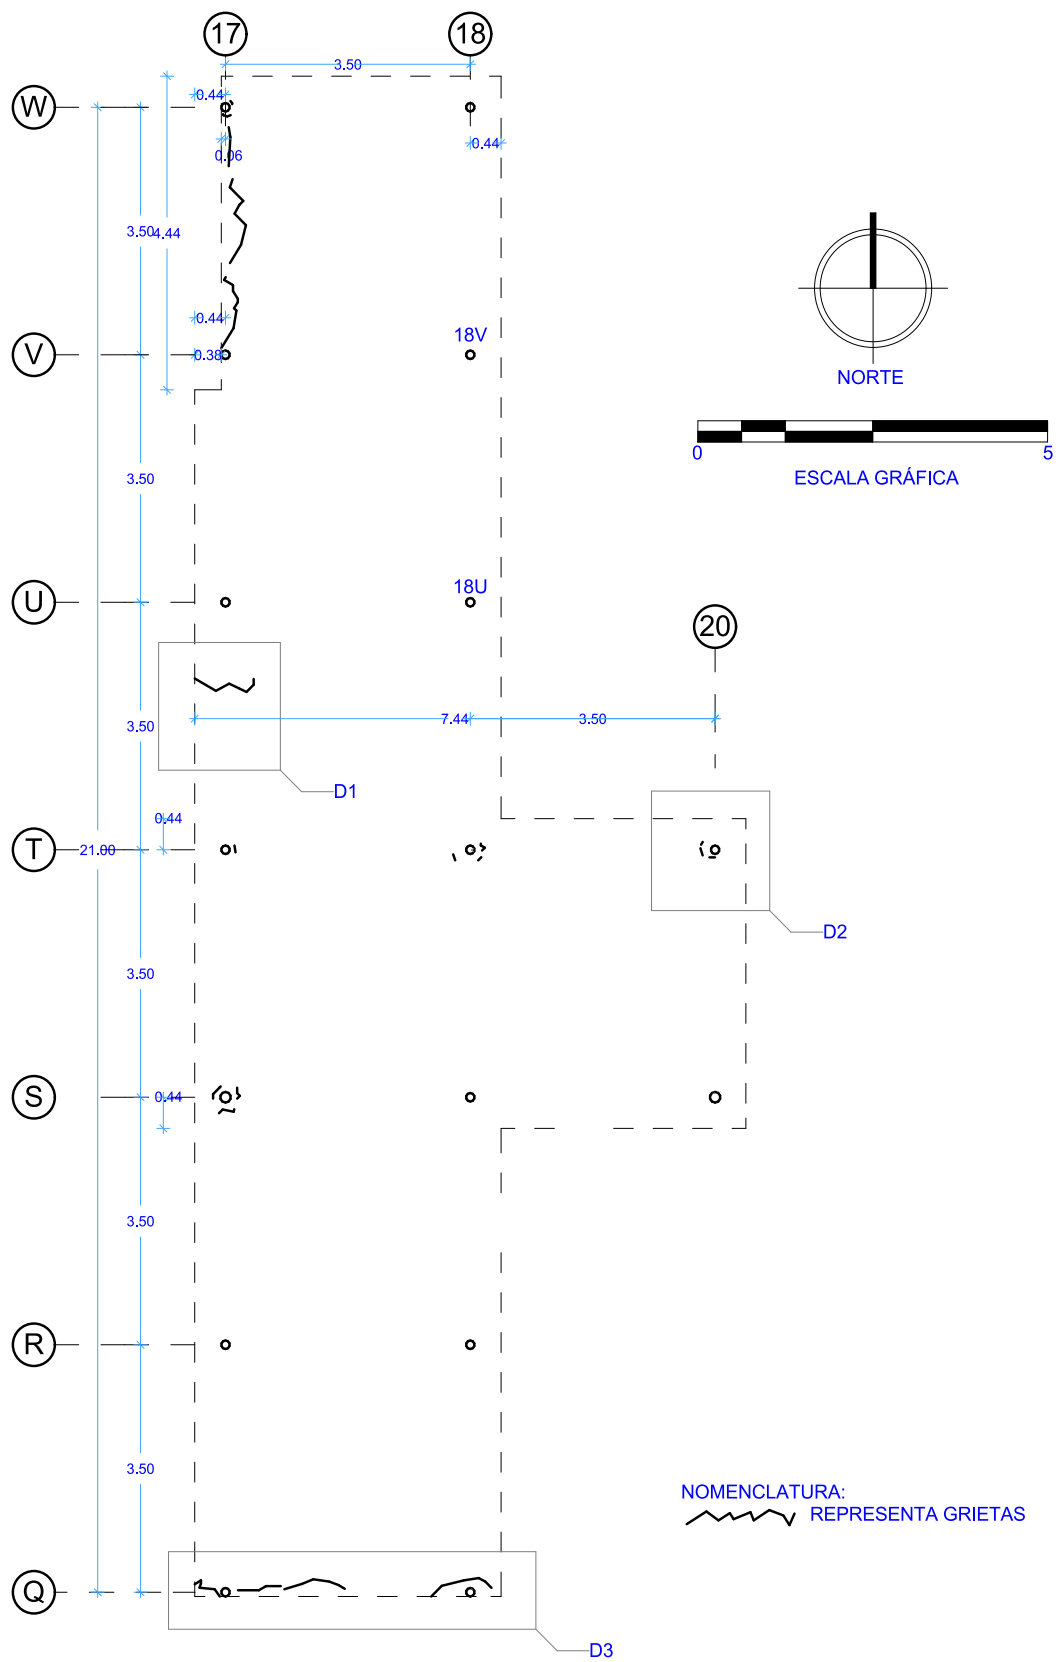 17
18
3.50
W
0.44
0.44
0.06
3.50
4.44
0.44
18V
V
0.38
NORTE
0
5
ESCALA GRÁFICA
3.50
18U
U
20
3.50
7.44
3.50
D1
0.44
T
21.00
D2
3.50
S
0.44
3.50
R
3.50
NOMENCLATURA:
REPRESENTA GRIETAS
Q
D3